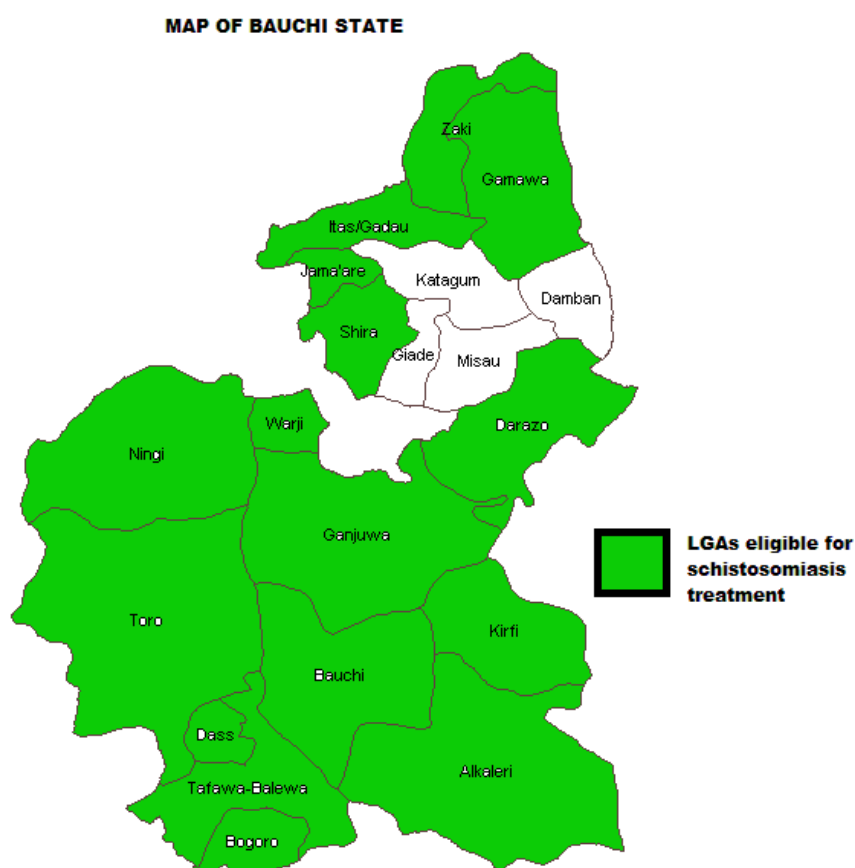 MAP OF BAUCHI STATE
Zaki
Gamawa
Itas/Gadau
Jama'are
Katagum
Damban
Shira
Giade
Misau
Warji
Darazo
Ningi
Ganjuwa
LGAs eligible for
schistosomiasis
treatment
Toro
Kirfi
Bauchi
Dass
Alkaleri
Tafawa-Balewa
Bogoro